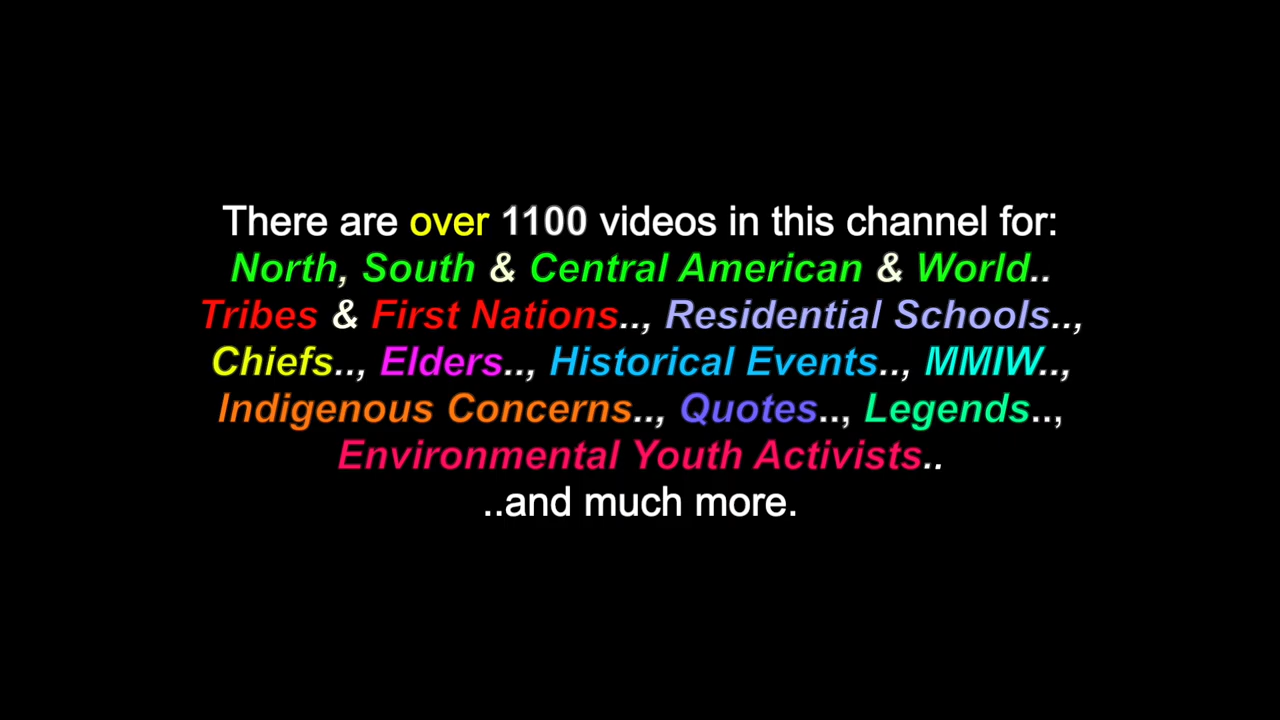 There are over 1100 videos in this channel for:
North, South & Central American & World..
Tribes & First Nations.., Residential Schools..,
Chiefs.., Elders.., Historical Events.., MMIW..,
Indigenous Concerns.., Quotes.., Legends..,
Environmental Youth Activists..
..and much more.